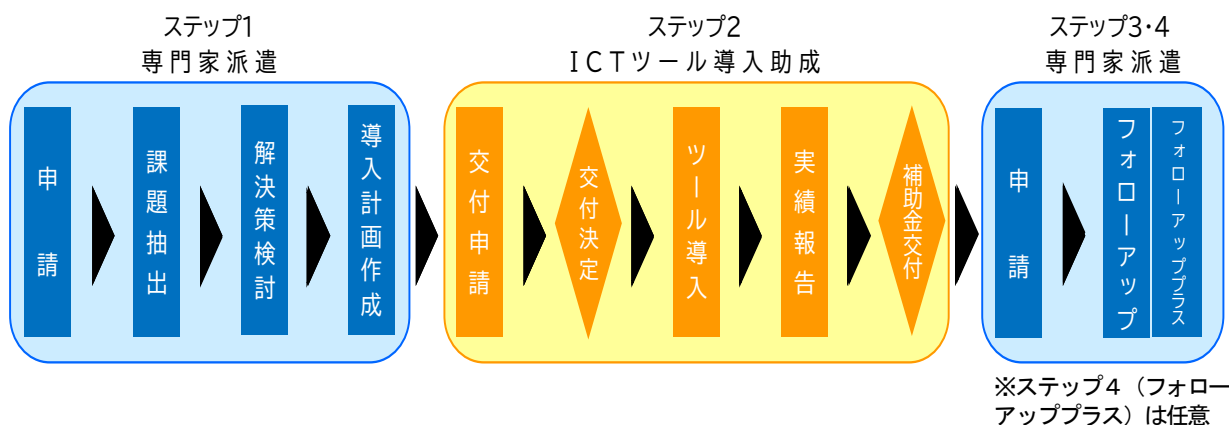 ステップ1
専門家派遣
申請
課題抽出
解決策検討
導入計画作成
ステップ2
ICTツール導入助成
交付申請
交付決定
ツール導入
実績報告
補助金交付
ステップ3・4
専門家派遣
申請
フォローアップ
フォローアッププラス
※ステップ4（フォロー
アッププラス）は任意